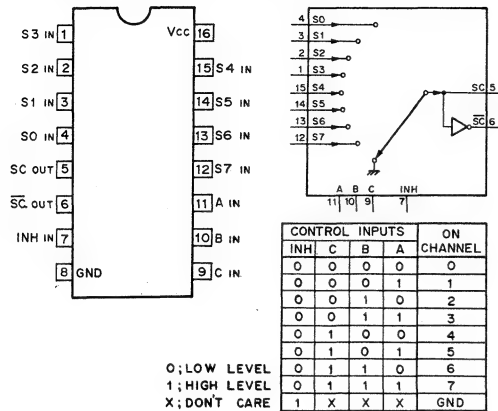 S3 IN 1
S2 IN 2
S1 IN 3
S0 IN 4
SC OUT 5
SC OUT 6
INH IN 7
8 GND
Vcc 16
15 S4 IN
14 S5 IN
13 S6 IN
12 S7 IN
11 A IN
10 B IN
9 C IN
4 S0
3 S1
2 S2
1 S3
15 S4
14 S5
13 S6
12 S7
SC 5
SC 6
A B C INH
11 10 9 7
CONTROL INPUTS ON CHANNEL
INH C B A
0 0 0 0 0
0 0 0 1 1
0 0 1 0 2
0 0 1 1 3
0 1 0 0 4
0 1 0 1 5
0 1 1 0 6
0 1 1 1 7
1 X X X GND
0; LOW LEVEL
1; HIGH LEVEL
X; DON'T CARE